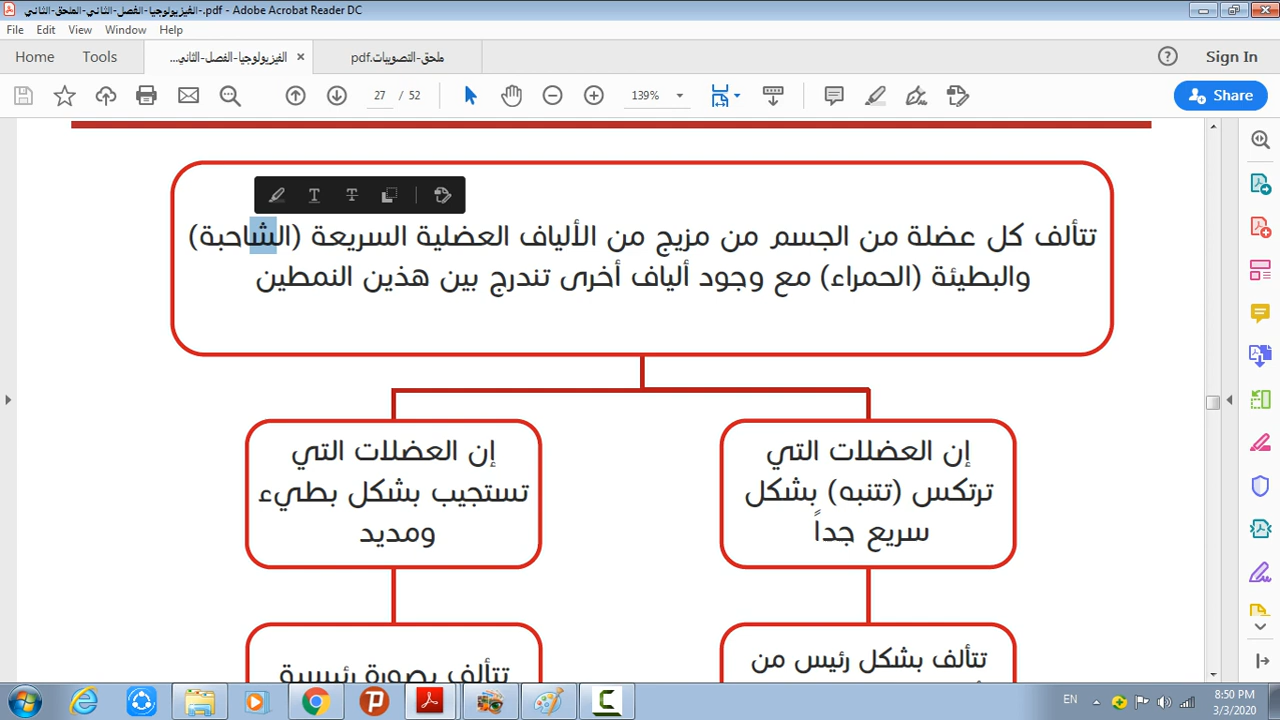 الفيزيولوجيا-الفصل-الثاني-الملحق-الثاني-.pdf - Adobe Acrobat Reader DC
File Edit View Window Help
Home Tools الفيزيولوجيا-الفصل-الثاني... × ملحق-التصويبات.pdf Sign In
27 / 52 139% Share
تتألف كل عضلة من الجسم من مزيج من الألياف العضلية السريعة (الشاحبة)
والبطيئة (الحمراء) مع وجود ألياف أخرى تندرج بين هذين النمطين
إن العضلات التي
ترتكس (تتنبه) بشكل
سريع جداً
إن العضلات التي
تستجيب بشكل بطيء
ومديد
تتألف بشكل رئيس من
تتألف بصورة رئيسية
EN 8:50 PM
3/3/2020